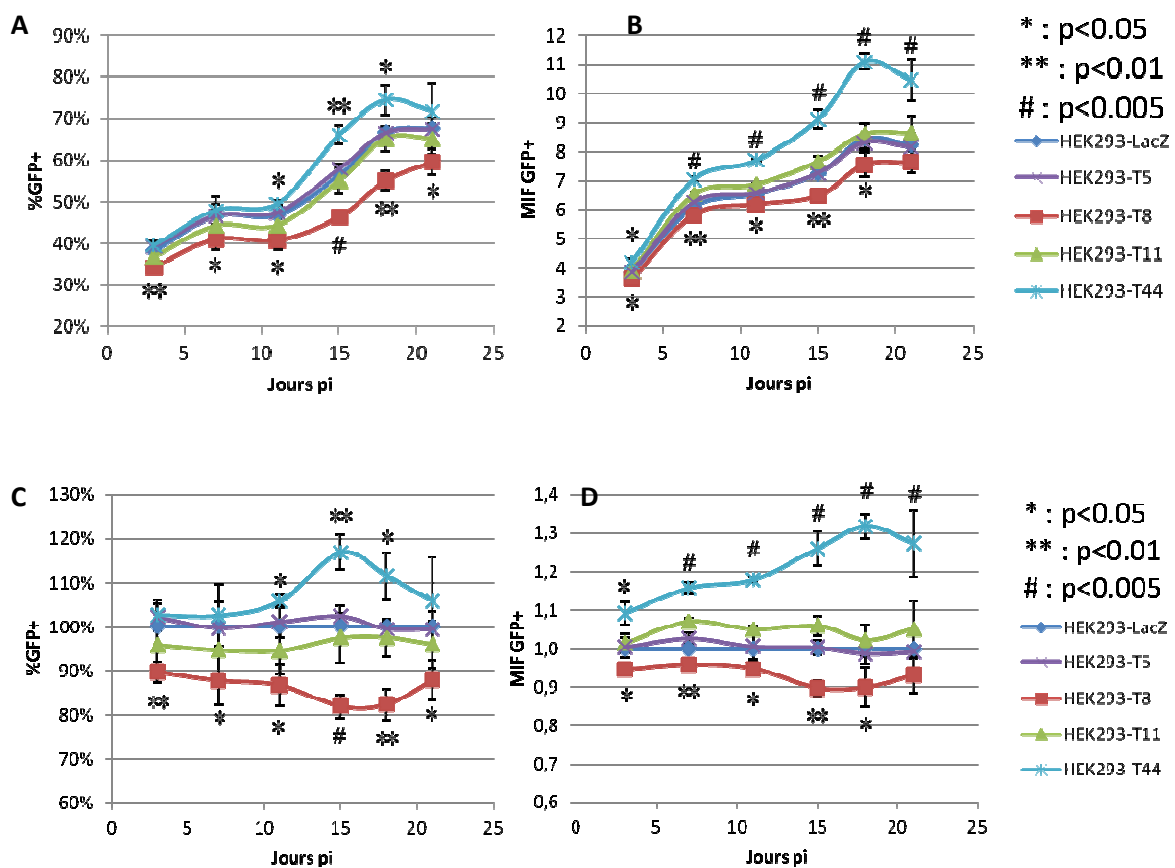 A
90%
80%
70%
60%
50%
40%
30%
20%
%GFP+
0 5 10 15 20 25
Jours pi
* ** *
* * # ** *
**
B
12
11
10
9
8
7
6
5
4
3
2
MIF GFP+
0 5 10 15 20 25
Jours pi
* # # # # #
* ** * ** *
* : p<0.05
** : p<0.01
# : p<0.005
HEK293-LacZ
HEK293-T5
HEK293-T8
HEK293-T11
HEK293-T44
C
130%
120%
110%
100%
90%
80%
70%
60%
%GFP+
0 5 10 15 20 25
Jours pi
* ** *
** * * # ** *
D
1,4
1,3
1,2
1,1
1,0
0,9
0,8
0,7
0,6
MIF GFP+
0 5 10 15 20 25
Jours pi
* # # # # #
* ** * ** *
* : p<0.05
** : p<0.01
# : p<0.005
HEK293-LacZ
HEK293-T5
HEK293-T8
HEK293-T11
HEK293-T44